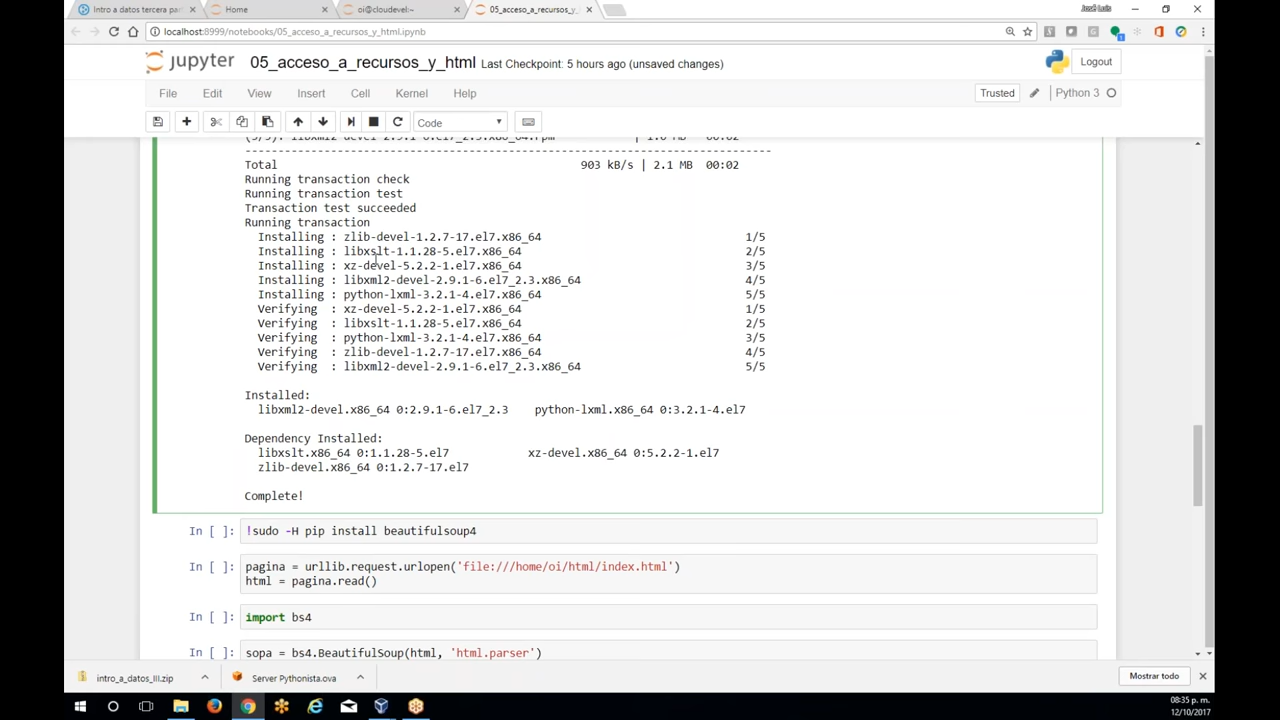 Intro a datos tercera par
Home
oi@cloudevel:~
05_acceso_a_recursos_y_
José Luis
localhost:8999/notebooks/05_acceso_a_recursos_y_html.ipynb
jupyter 05_acceso_a_recursos_y_html Last Checkpoint: 5 hours ago (unsaved changes)
Logout
File Edit View Insert Cell Kernel Help
Trusted
Python 3
Code
Total 903 kB/s | 2.1 MB 00:02
Running transaction check
Running transaction test
Transaction test succeeded
Running transaction
Installing : zlib-devel-1.2.7-17.el7.x86_64 1/5
Installing : libxslt-1.1.28-5.el7.x86_64 2/5
Installing : xz-devel-5.2.2-1.el7.x86_64 3/5
Installing : libxml2-devel-2.9.1-6.el7_2.3.x86_64 4/5
Installing : python-lxml-3.2.1-4.el7.x86_64 5/5
Verifying : xz-devel-5.2.2-1.el7.x86_64 1/5
Verifying : libxslt-1.1.28-5.el7.x86_64 2/5
Verifying : python-lxml-3.2.1-4.el7.x86_64 3/5
Verifying : zlib-devel-1.2.7-17.el7.x86_64 4/5
Verifying : libxml2-devel-2.9.1-6.el7_2.3.x86_64 5/5
Installed:
libxml2-devel.x86_64 0:2.9.1-6.el7_2.3 python-lxml.x86_64 0:3.2.1-4.el7
Dependency Installed:
libxslt.x86_64 0:1.1.28-5.el7 xz-devel.x86_64 0:5.2.2-1.el7
zlib-devel.x86_64 0:1.2.7-17.el7
Complete!
In [ ]: !sudo -H pip install beautifulsoup4
In [ ]: pagina = urllib.request.urlopen('file:///home/oi/html/index.html')
html = pagina.read()
In [ ]: import bs4
In [ ]: sopa = bs4.BeautifulSoup(html, 'html.parser')
intro_a_datos_III.zip
Server Pythonista.ova
Mostrar todo
08:35 p. m.
12/10/2017